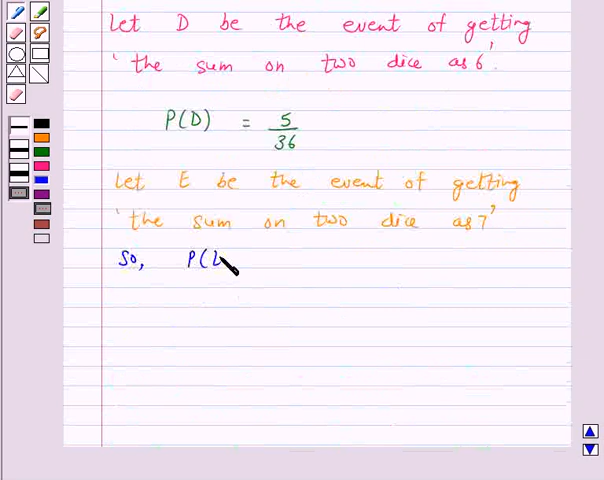 Let D be the event of getting
'the sum on two dice as 6'.
P(D) = 5/36
Let E be the event of getting
'the sum on two dice as 7'
So, P(